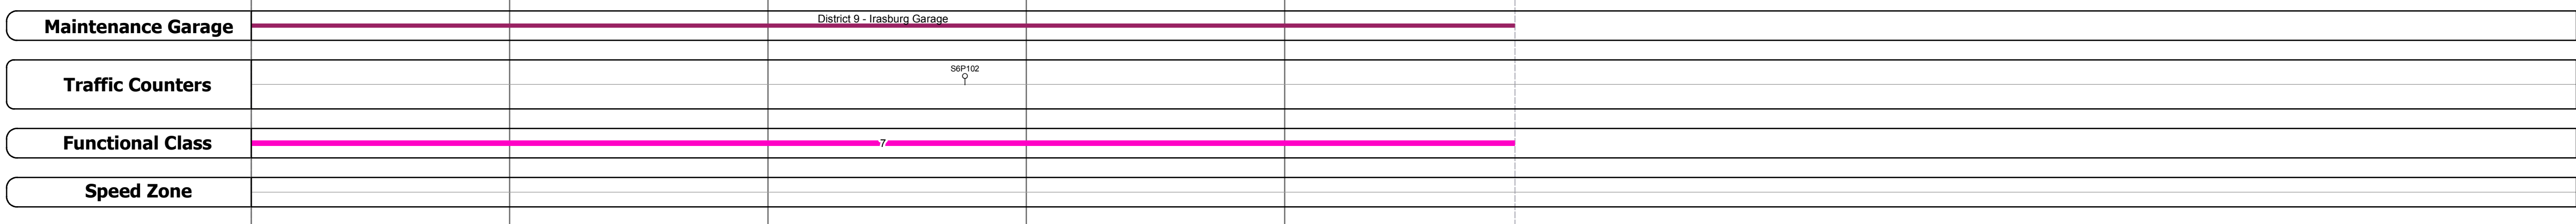 District 9 - Irasburg Garage
Maintenance Garage
S6P102
Traffic Counters
Functional Class
7
Speed Zone